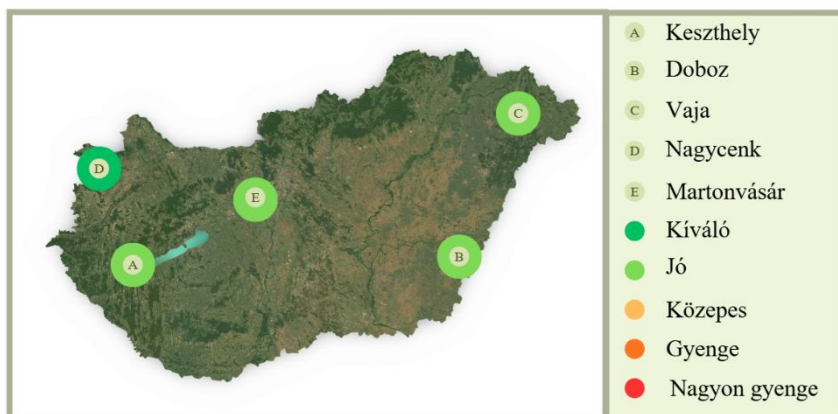 C
D
E
A
B
A Keszthely
B Doboz
C Vaja
D Nagycenk
E Martonvásár
Kíváló
Jó
Közepes
Gyenge
Nagyon gyenge